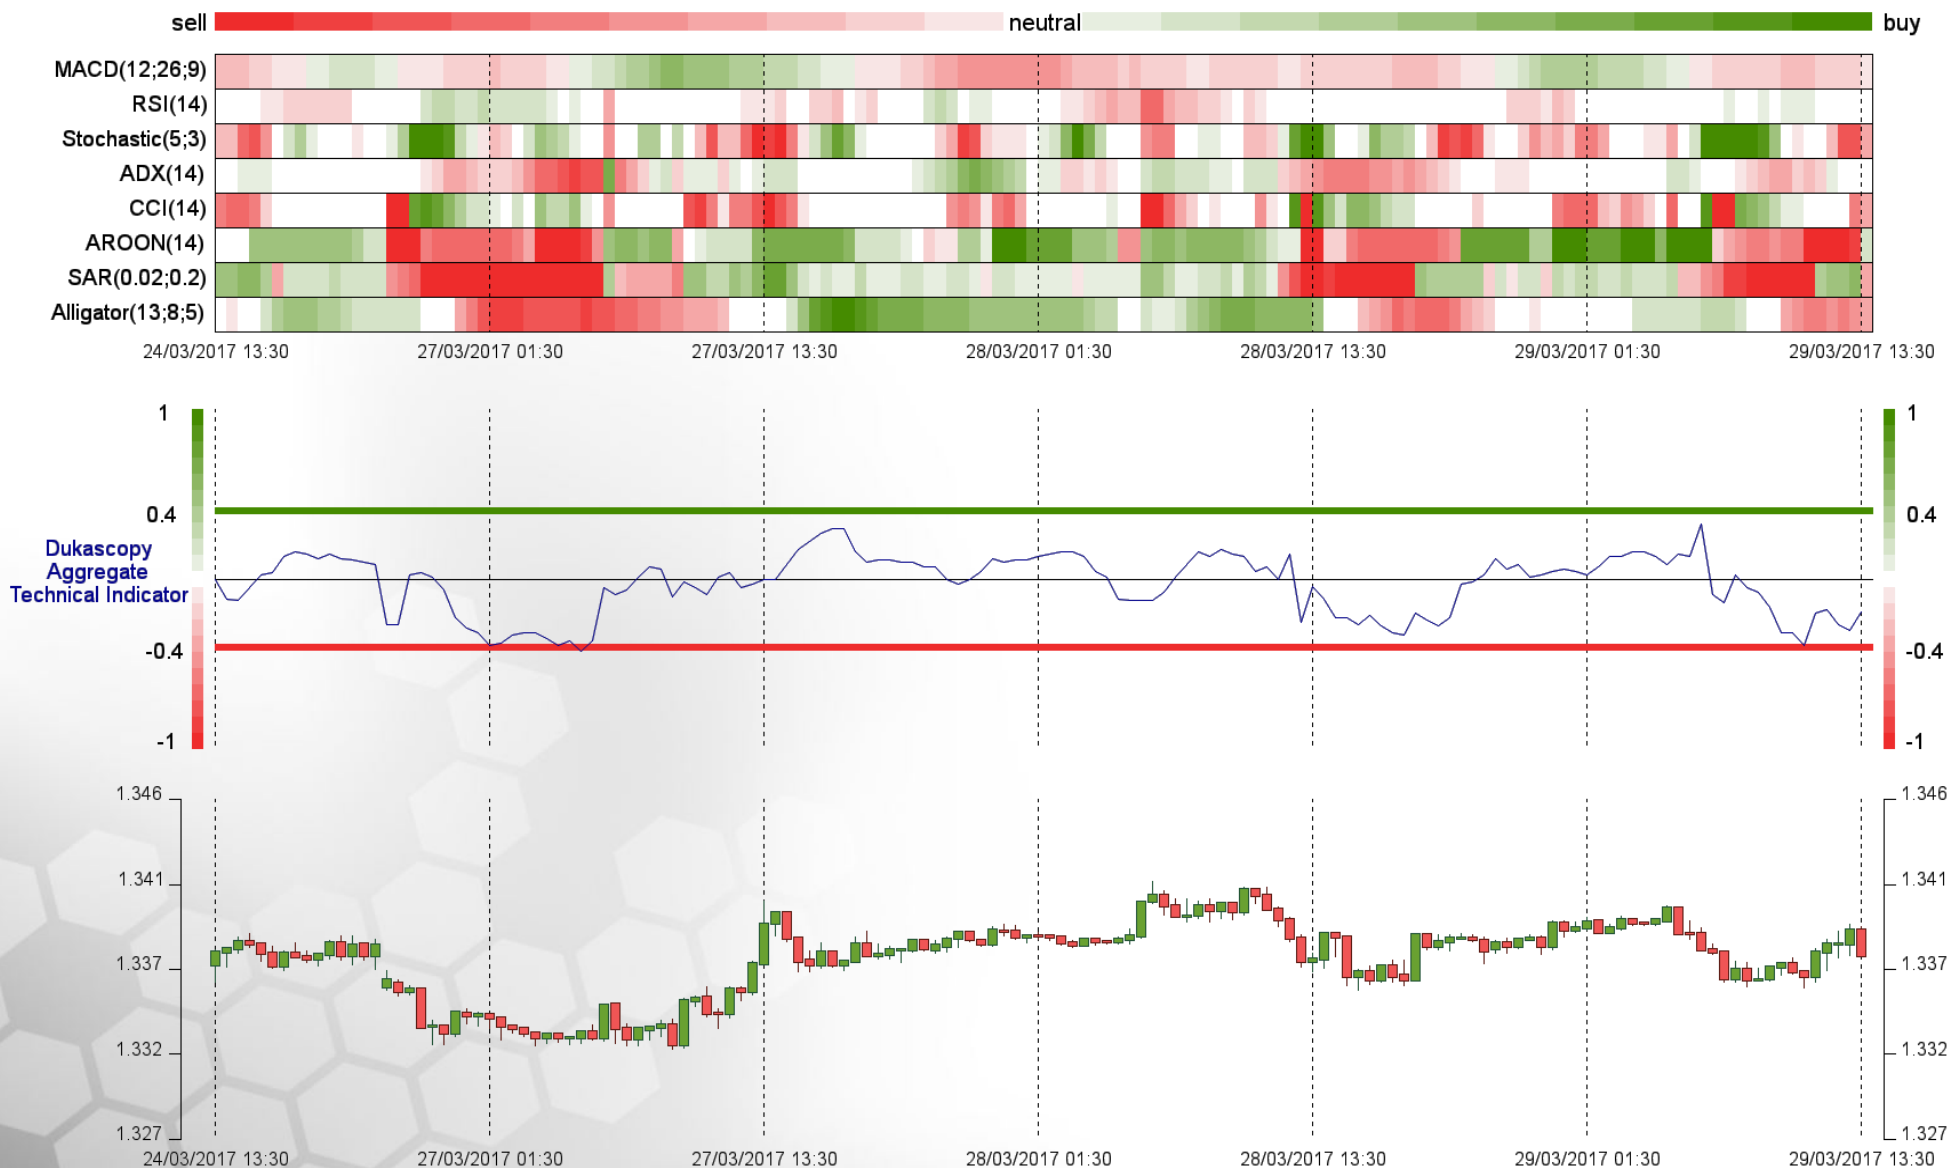 sell neutral buy
MACD(12;26;9)
RSI(14)
Stochastic(5;3)
ADX(14)
CCI(14)
AROON(14)
SAR(0.02;0.2)
Alligator(13;8;5)
24/03/2017 13:30 27/03/2017 01:30 27/03/2017 13:30 28/03/2017 01:30 28/03/2017 13:30 29/03/2017 01:30 29/03/2017 13:30
1 1
0.4 0.4
Dukascopy
Aggregate
Technical Indicator
-0.4 -0.4
-1 -1
1.346 1.346
1.341 1.341
1.337 1.337
1.332 1.332
1.327 1.327
24/03/2017 13:30 27/03/2017 01:30 27/03/2017 13:30 28/03/2017 01:30 28/03/2017 13:30 29/03/2017 01:30 29/03/2017 13:30